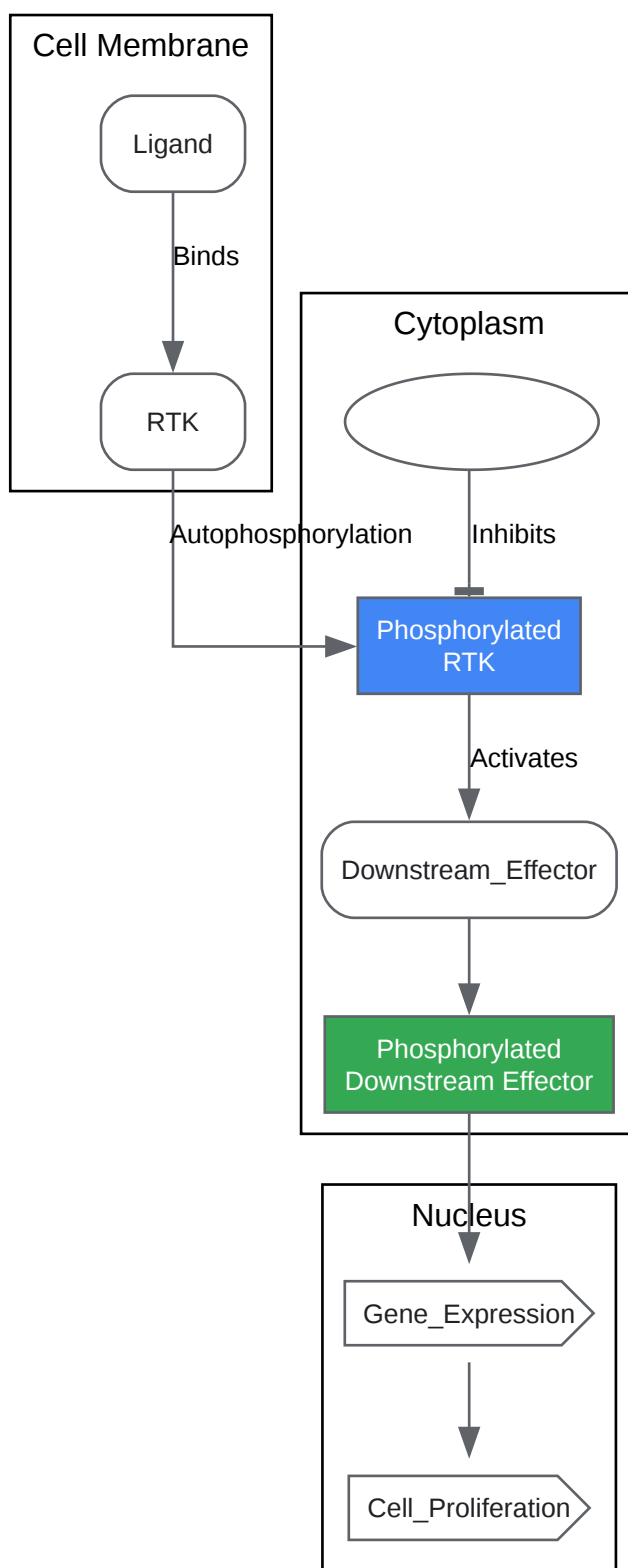 Cell Membrane
Ligand
Binds
Cytoplasm
RTK
Autophosphorylation
Inhibits
Phosphorylated
RTK
Activates
Downstream_Effector
Phosphorylated
Downstream Effector
Nucleus
Gene_Expression
Cell_Proliferation